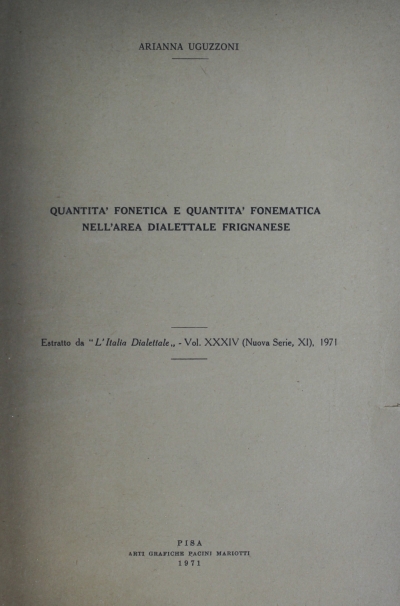 ARIANNA UGUZZONI
QUANTITA' FONETICA E QUANTITA' FONEMATICA
NELL'AREA DIALETTALE FRIGNANESE
Estratto da "L'Italia Dialettale„ - Vol. XXXIV (Nuova Serie, XI), 1971
PISA
ARTI GRAFICHE PACINI MARIOTTI
1971